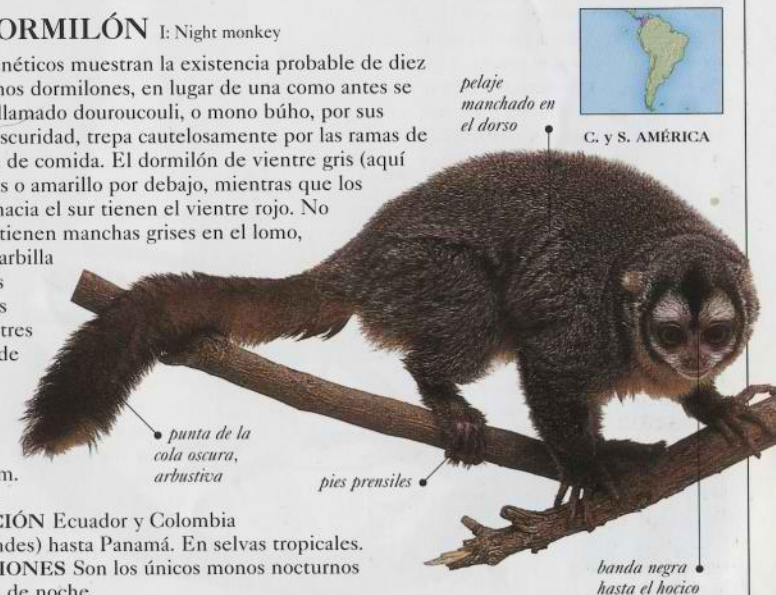 ORMILÓN I: Night monkey
néticos muestran la existencia probable de diez
nos dormilones, en lugar de una como antes se
llamado douroucouli, o mono búho, por sus
scuridad, trepa cautelosamente por las ramas de
de comida. El dormilón de vientre gris (aquí
s o amarillo por debajo, mientras que los
hacia el sur tienen el vientre rojo. No
tienen manchas grises en el lomo,
arbilla
s
s
tres
de
m.
CIÓN Ecuador y Colombia
ndes) hasta Panamá. En selvas tropicales.
IONES Son los únicos monos nocturnos
de noche
pelaje
manchado en
el dorso
C. y S. AMÉRICA
punta de la
cola oscura,
arbustiva
pies prensiles
banda negra
hasta el hocico